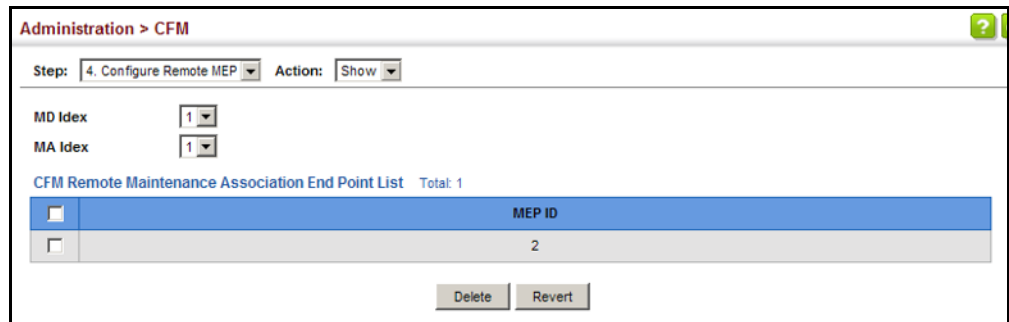 Administration > CFM
?
Step: 4. Configure Remote MEP Action: Show
MD Idex 1
MA Idex 1
CFM Remote Maintenance Association End Point List Total: 1
MEP ID
2
Delete Revert